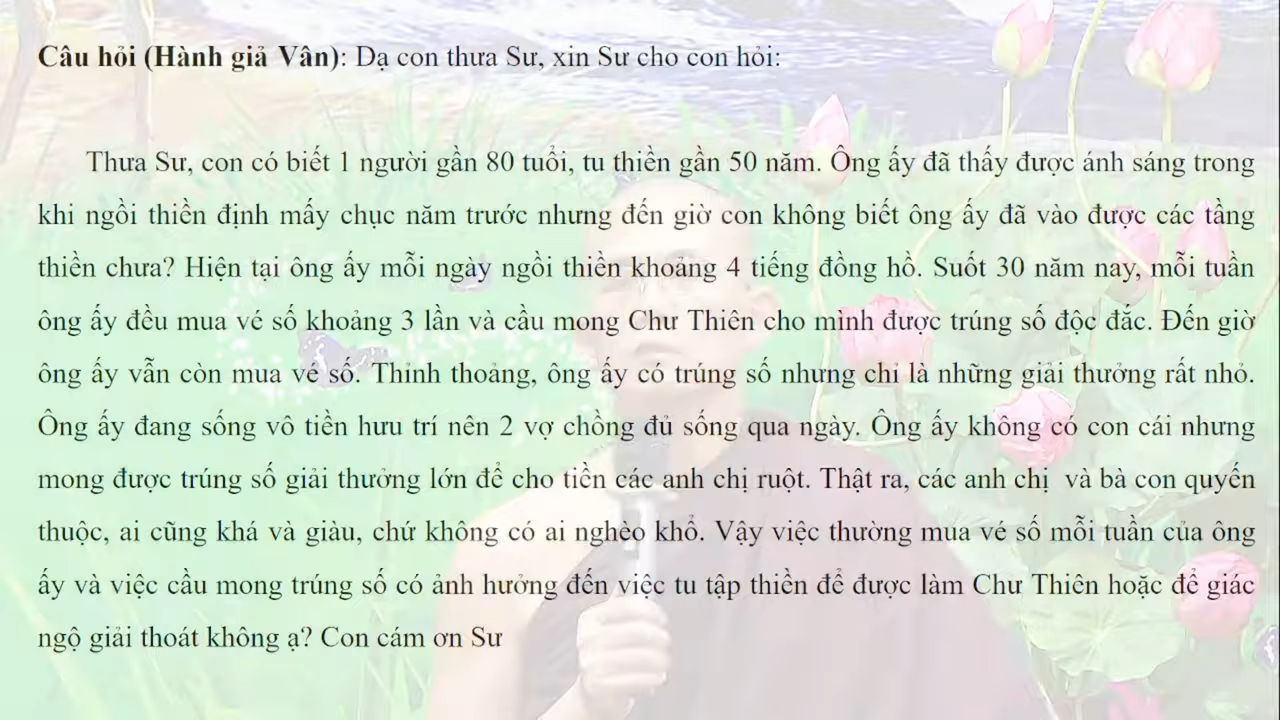 Câu hỏi (Hành giả Vân): Dạ con thưa Sư, xin Sư cho con hỏi:
Thưa Sư, con có biết 1 người gần 80 tuổi, tu thiền gần 50 năm. Ông ấy đã thấy được ánh sáng trong
khi ngồi thiền định mấy chục năm trước nhưng đến giờ con không biết ông ấy đã vào được các tầng
thiền chưa? Hiện tại ông ấy mỗi ngày ngồi thiền khoảng 4 tiếng đồng hồ. Suốt 30 năm nay, mỗi tuần
ông ấy đều mua vé số khoảng 3 lần và cầu mong Chư Thiên cho mình được trúng số độc đắc. Đến giờ
ông ấy vẫn còn mua vé số. Thỉnh thoảng, ông ấy có trúng số nhưng chỉ là những giải thưởng rất nhỏ.
Ông ấy đang sống vô tiền hưu trí nên 2 vợ chồng đủ sống qua ngày. Ông ấy không có con cái nhưng
mong được trúng số giải thưởng lớn để cho tiền các anh chị ruột. Thật ra, các anh chị và bà con quyến
thuộc, ai cũng khá và giàu, chứ không có ai nghèo khổ. Vậy việc thường mua vé số mỗi tuần của ông
ấy và việc cầu mong trúng số có ảnh hưởng đến việc tu tập thiền để được làm Chư Thiên hoặc để giác
ngộ giải thoát không ạ? Con cám ơn Sư